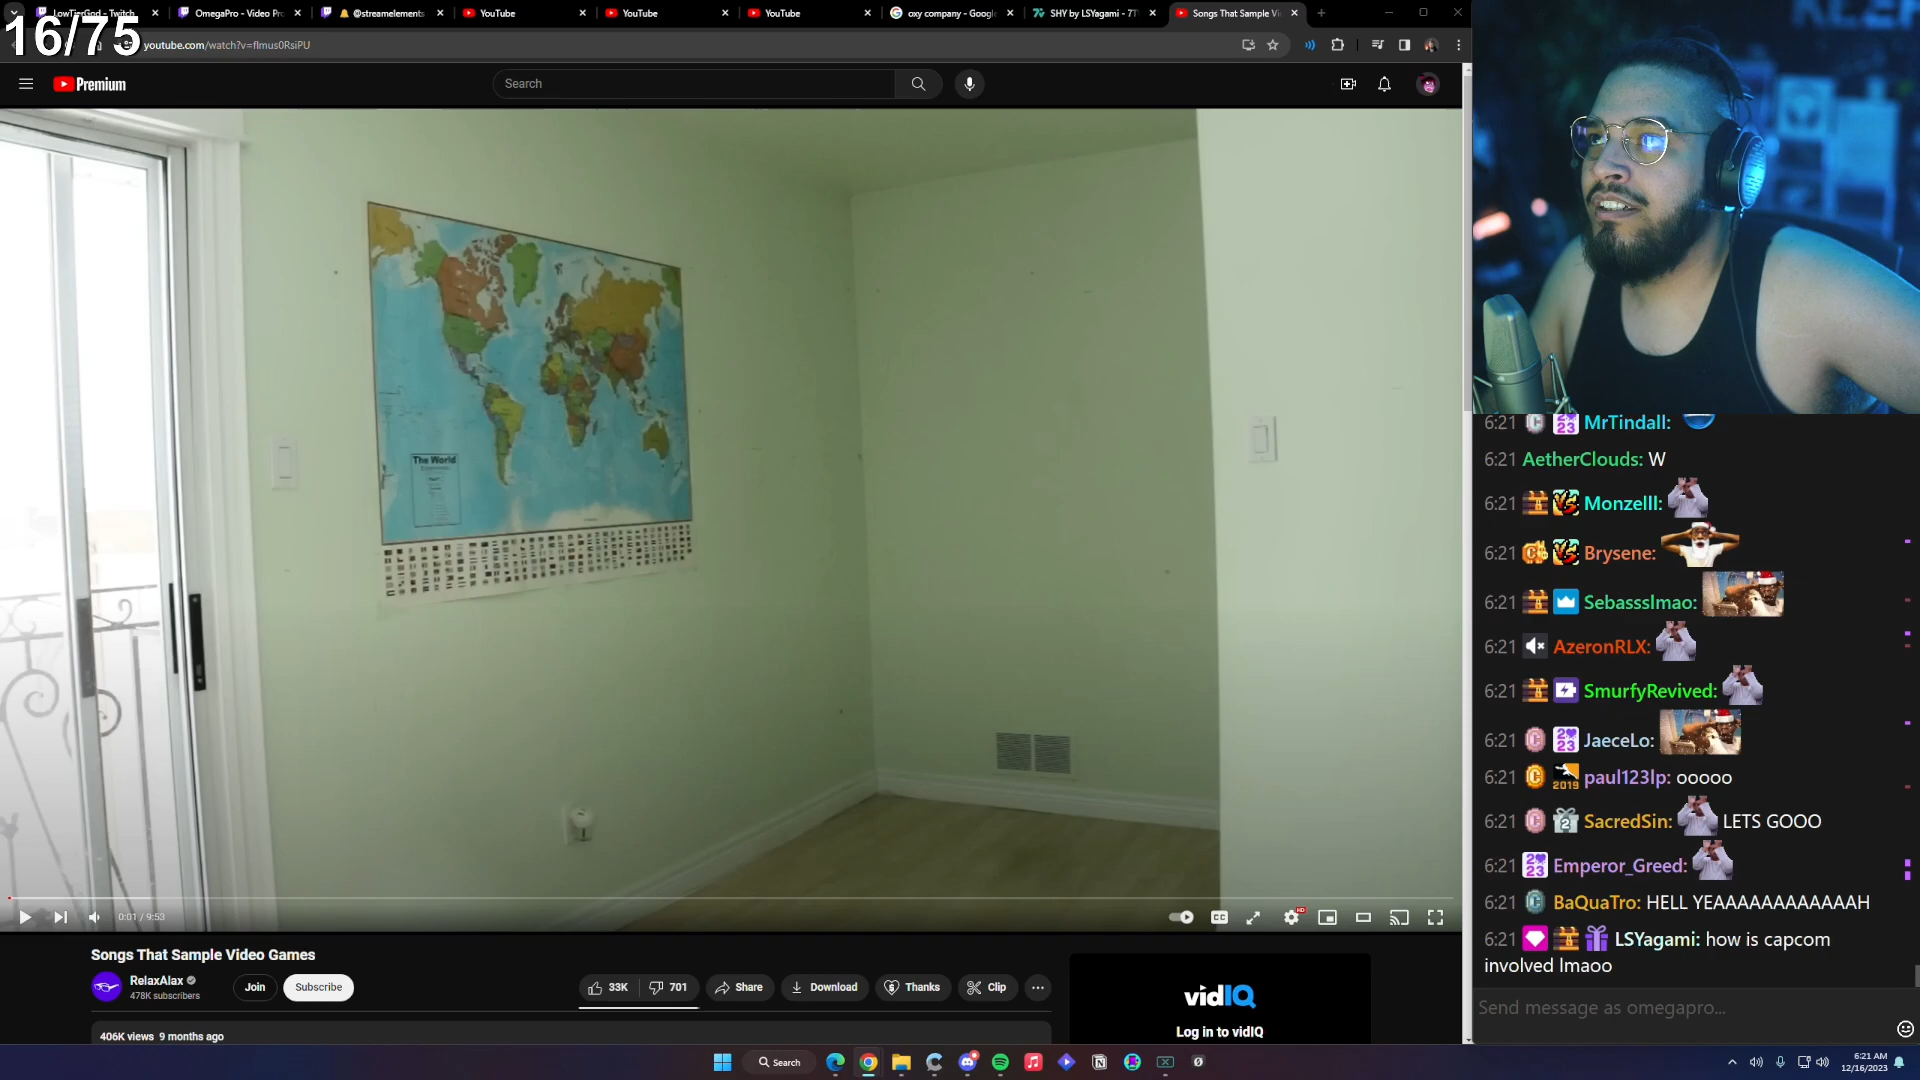 LowTierGod - Twitch
OmegaPro - Video Pr
@streamelements
YouTube
YouTube
YouTube
oxy company - Google
SHY by LSYagami - 7T
Songs That Sample Vi
16/75
youtube.com/watch?v=fImus0RsiPU
Premium
Search
The World
0:01 / 9:53
CC
HD
Songs That Sample Video Games
RelaxAlax
478K subscribers
Join
Subscribe
33K
701
Share
Download
Thanks
Clip
406K views 9 months ago
vidIQ
Log in to vidIQ
6:21 MrTindall:
6:21 AetherClouds: W
6:21 Monzelll:
6:21 Brysene:
6:21 Sebassslmao:
6:21 AzeronRLX:
6:21 SmurfyRevived:
6:21 JaeceLo:
6:21 2019 paul123lp: ooooo
6:21 SacredSin: LETS GOOO
6:21 Emperor_Greed:
6:21 BaQuaTro: HELL YEAAAAAAAAAAAAH
6:21 LSYagami: how is capcom
involved lmaoo
Send message as omegapro...
Search
6:21 AM
12/16/2023